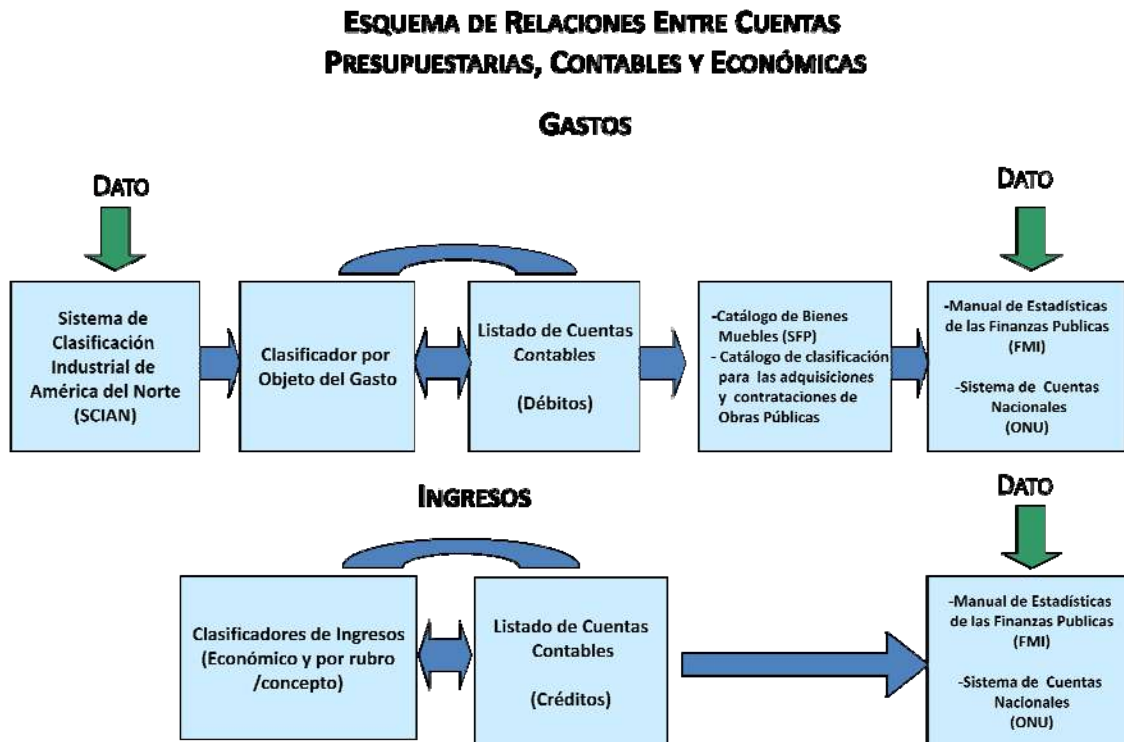 ESQUEMA DE RELACIONES ENTRE CUENTAS
PRESUPUESTARIAS, CONTABLES Y ECONÓMICAS
GASTOS
DATO
DATO
Sistema de
Clasificación
Industrial de
América del Norte
(SCIAN)
Clasificador por
Objeto del Gasto
Listado de Cuentas
Contables
(Débitos)
-Catálogo de Bienes
Muebles (SFP)
- Catálogo de clasificación
para las adquisiciones
y contrataciones de
Obras Públicas
-Manual de Estadísticas
de las Finanzas Publicas
(FMI)
-Sistema de Cuentas
Nacionales
(ONU)
INGRESOS
DATO
Clasificadores de Ingresos
(Económico y por rubro
/concepto)
Listado de Cuentas
Contables
(Créditos)
-Manual de Estadísticas
de las Finanzas Publicas
(FMI)
-Sistema de Cuentas
Nacionales
(ONU)